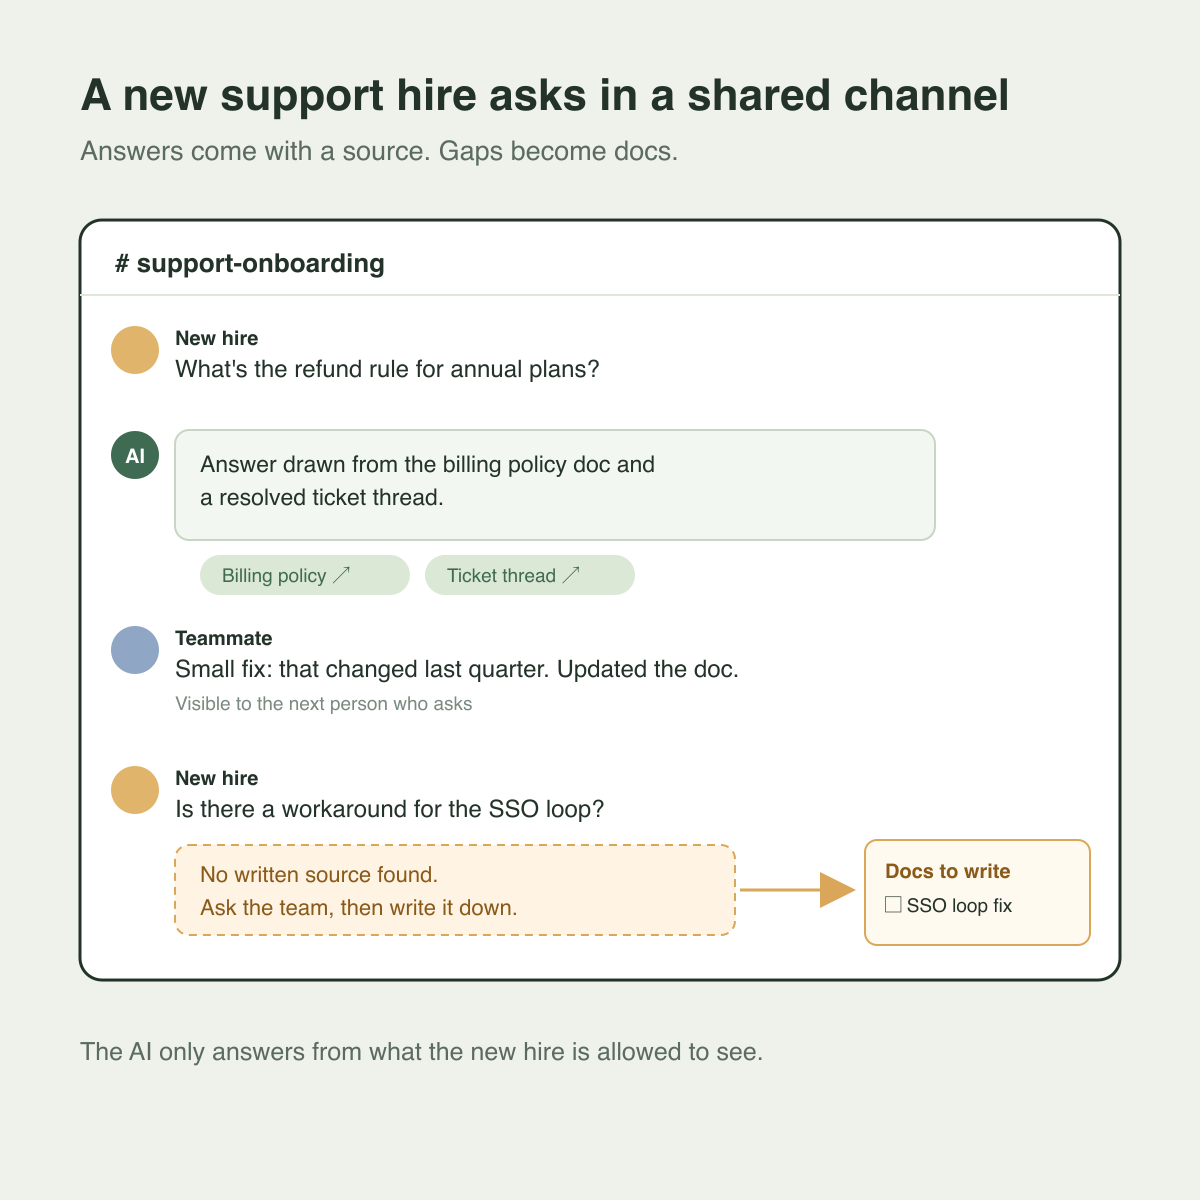 A new support hire asks in a shared channel
Answers come with a source. Gaps become docs.
# support-onboarding
New hire
What's the refund rule for annual plans?
AI
Answer drawn from the billing policy doc and
a resolved ticket thread.
Billing policy ↗
Ticket thread ↗
Teammate
Small fix: that changed last quarter. Updated the doc.
Visible to the next person who asks
New hire
Is there a workaround for the SSO loop?
No written source found.
Ask the team, then write it down.
Docs to write
☐ SSO loop fix
The AI only answers from what the new hire is allowed to see.